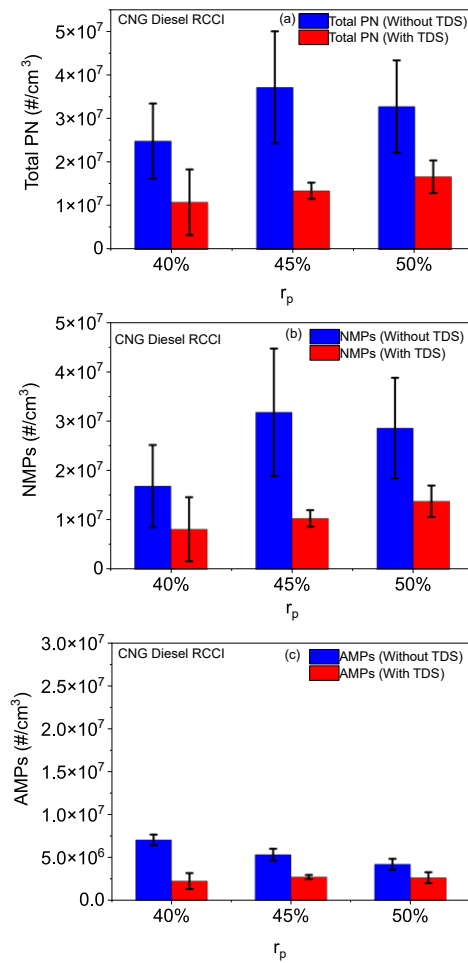 CNG Diesel RCCI
(a)
Total PN (Without TDS)
Total PN (With TDS)
Total PN (#/cm³)
5×10⁷
4×10⁷
3×10⁷
2×10⁷
1×10⁷
0
40%
45%
50%
rₚ
CNG Diesel RCCI
(b)
NMPs (Without TDS)
NMPs (With TDS)
NMPs (#/cm³)
5×10⁷
4×10⁷
3×10⁷
2×10⁷
1×10⁷
0
40%
45%
50%
rₚ
CNG Diesel RCCI
(c)
AMPs (Without TDS)
AMPs (With TDS)
AMPs (#/cm³)
3.0×10⁷
2.5×10⁷
2.0×10⁷
1.5×10⁷
1.0×10⁷
5.0×10⁶
0.0
40%
45%
50%
rₚ